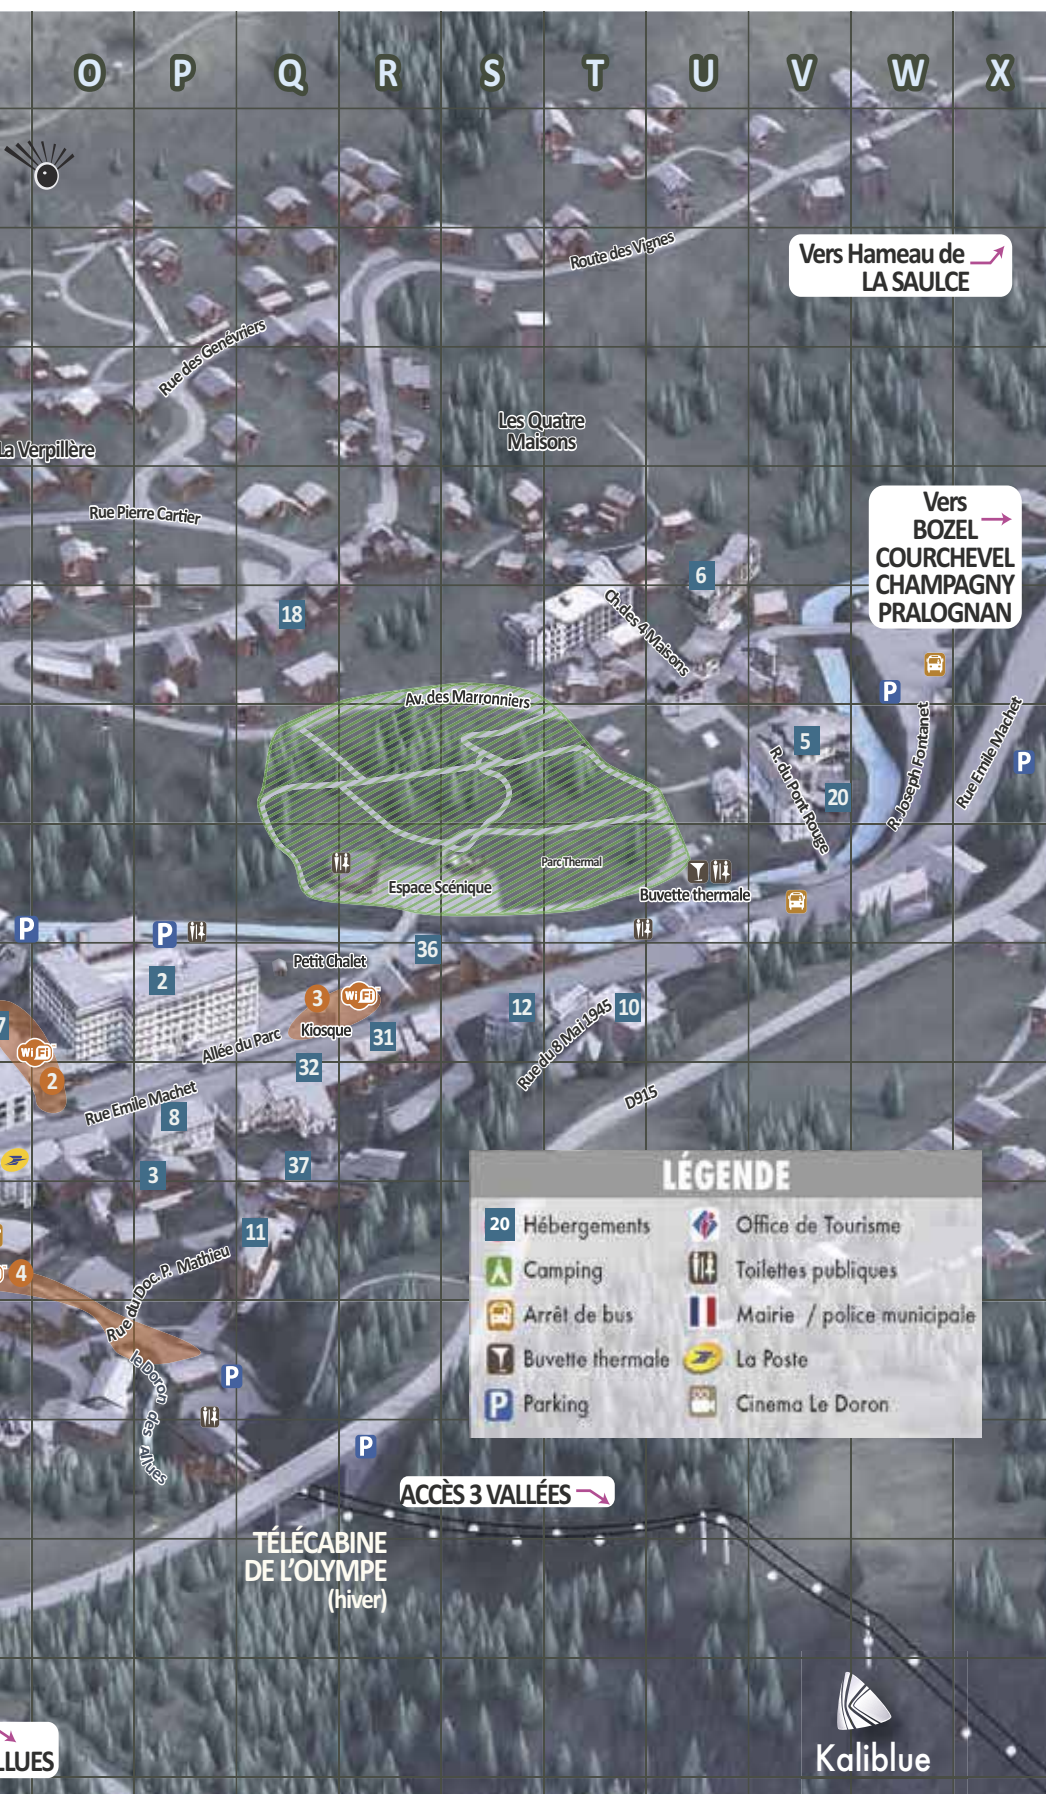 O P Q R S T U V W X
Route des Vignes
Vers Hameau de
LA SAULCE
Rue des Genévriers
Les Quatre
Maisons
La Verpillère
Rue Pierre Cartier
Vers
BOZEL
COURCHEVEL
CHAMPAGNY
PRALOGNAN
6
18
Ch.des 4 Maisons
P
Av. des Marronniers
5
R. du Pont Rouge
20
R. Joseph Fontanet
Rue Emile Machet
P
Parc Thermal
Espace Scénique
Buvette thermale
P
P
36
Petit Chalet
2
3
WiFi
Kiosque
12
10
31
7
WiFi
2
Allée du Parc
32
Rue du 8 Mai 1945
D915
Rue Emile Machet
8
3
37
11
4
Rue du Doc. P. Mathieu
le Doron des Allues
P
P
LÉGENDE
20 Hébergements
Office de Tourisme
Camping
Toilettes publiques
Arrêt de bus
Mairie / police municipale
Buvette thermale
La Poste
P Parking
Cinema Le Doron
ACCÈS 3 VALLÉES
TÉLÉCABINE
DE L'OLYMPE
(hiver)
LLUES
Kaliblue